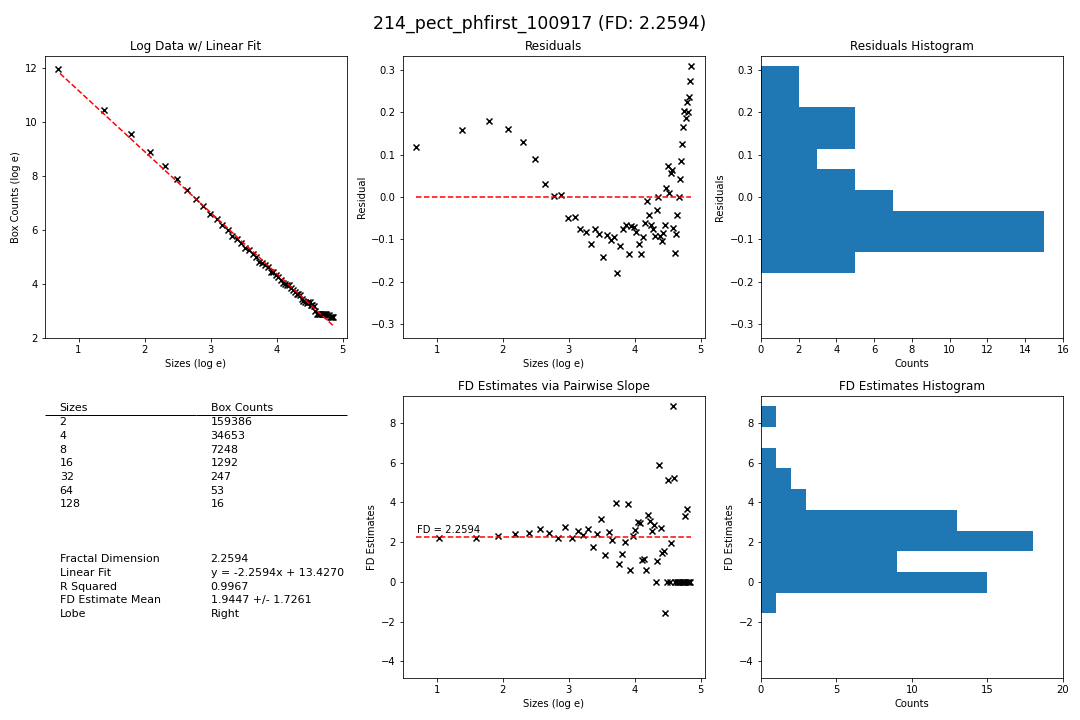 214_pect_phfirst_100917 (FD: 2.2594)
Log Data w/ Linear Fit
Box Counts (log e)
12
10
8
6
4
2
1 2 3 4 5
Sizes (log e)
Residuals
Residual
0.3
0.2
0.1
0.0
−0.1
−0.2
−0.3
1 2 3 4 5
Sizes (log e)
Residuals Histogram
Residuals
0.3
0.2
0.1
0.0
−0.1
−0.2
−0.3
0 2 4 6 8 10 12 14 16
Counts
Sizes Box Counts
2 159386
4 34653
8 7248
16 1292
32 247
64 53
128 16
Fractal Dimension 2.2594
Linear Fit y = -2.2594x + 13.4270
R Squared 0.9967
FD Estimate Mean 1.9447 +/- 1.7261
Lobe Right
FD Estimates via Pairwise Slope
FD Estimates
8
6
4
2
0
−2
−4
FD = 2.2594
1 2 3 4 5
Sizes (log e)
FD Estimates Histogram
FD Estimates
8
6
4
2
0
−2
−4
0 5 10 15 20
Counts